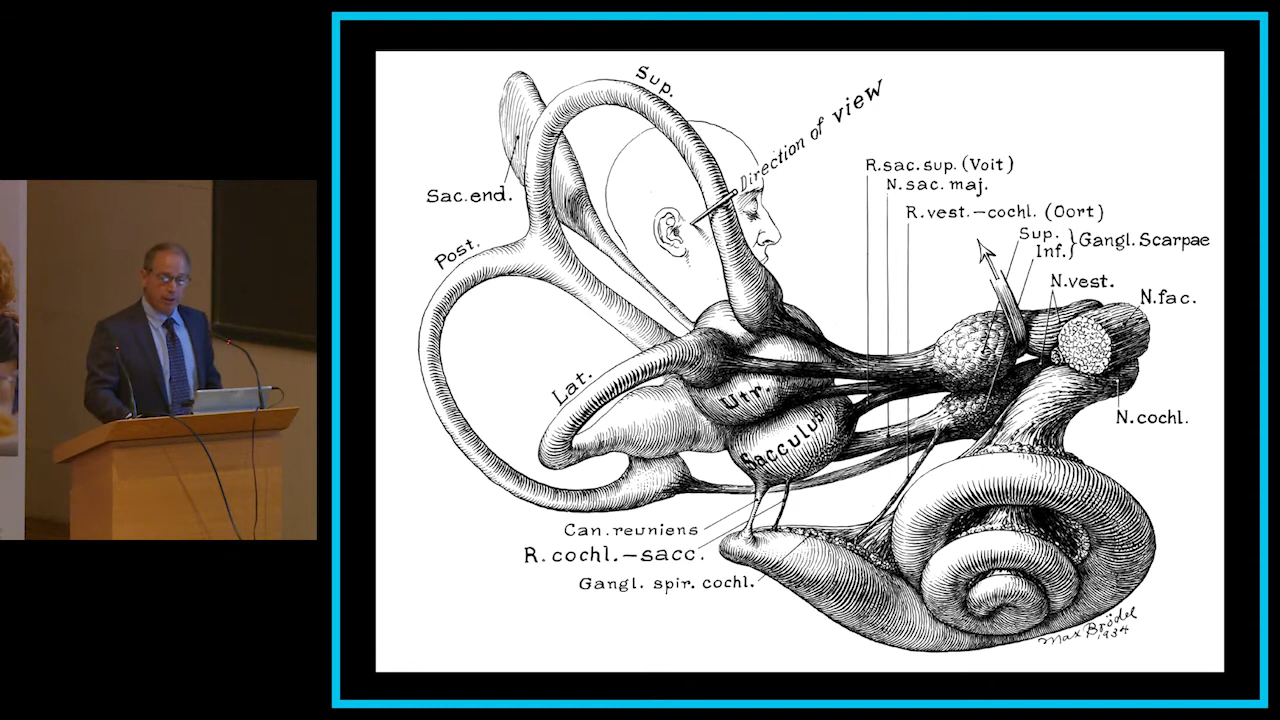 Sup.
Direction of view
Sac. end.
R. sac. sup. (Voit)
N. sac. maj.
R. vest.-cochl. (Oort)
Sup.
Inf. } Gangl. Scarpae
Post.
N. vest.
N. fac.
Lat.
Utr.
Sacculus
N. cochl.
Can. reuniens
R. cochl.-sacc.
Gangl. spir. cochl.
Max Brödel
1934